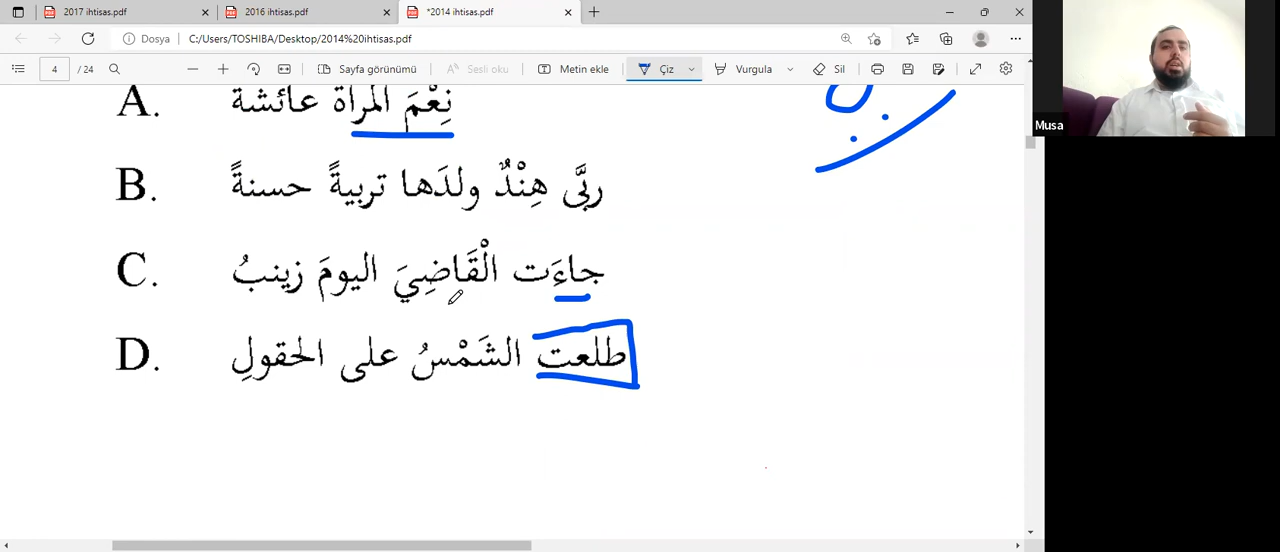 2017 ihtisas.pdf
2016 ihtisas.pdf
*2014 ihtisas.pdf
Dosya
C:/Users/TOSHIBA/Desktop/2014%20ihtisas.pdf
4 / 24
Sayfa görünümü
Sesli oku
Metin ekle
Çiz
Vurgula
Sil
A. نِعْمَ المرأة عائشة
B. ربَّى هِنْدٌ ولدَها تربيةً حسنةً
C. جاءَت الْقَاضِيَ اليومَ زينبُ
D. طلعت الشَمْسُ على الحقولِ
Musa